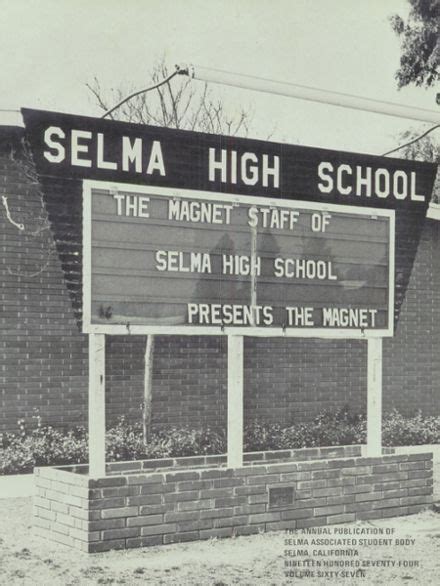 SELMA HIGH SCHOOL
THE MAGNET STAFF OF
SELMA HIGH SCHOOL
PRESENTS THE MAGNET
THE ANNUAL PUBLICATION OF
SELMA ASSOCIATED STUDENT BODY
SELMA, CALIFORNIA
NINETEEN HUNDRED SEVENTY-FOUR
VOLUME SIXTY-SEVEN